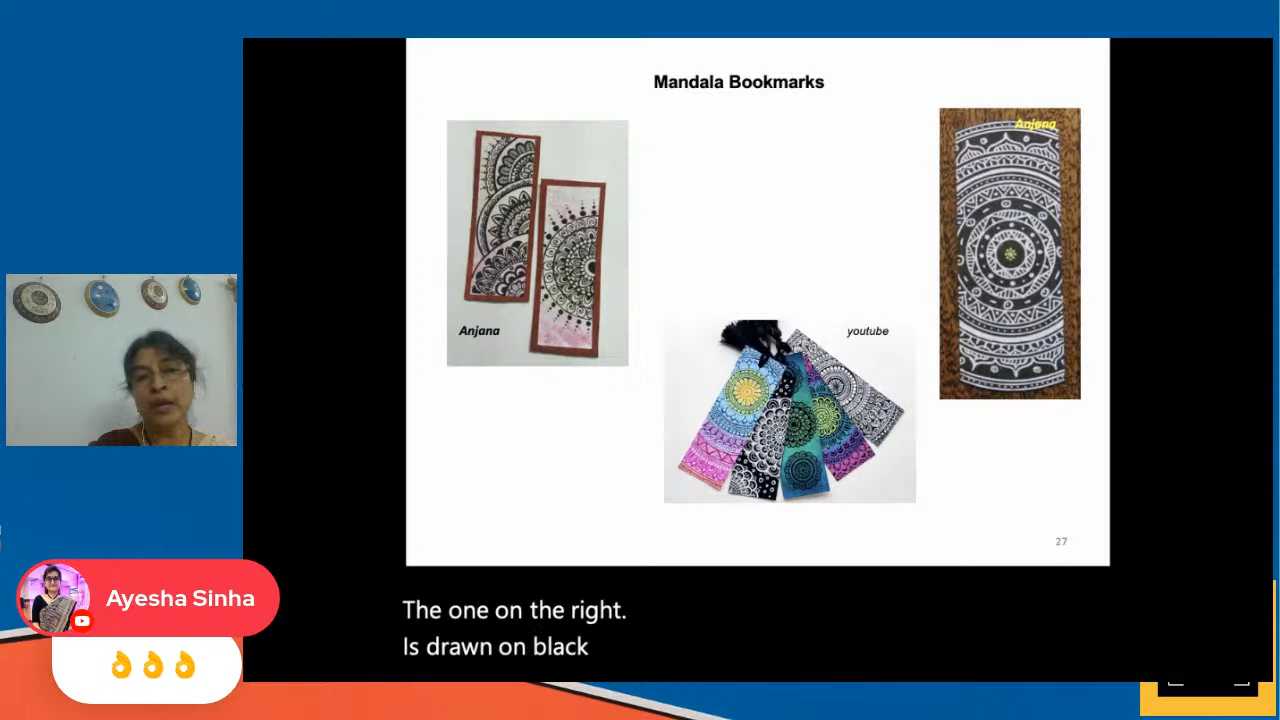 Mandala Bookmarks
Anjana
Anjana
youtube
27
The one on the right.
Is drawn on black
Ayesha Sinha
👌👌👌